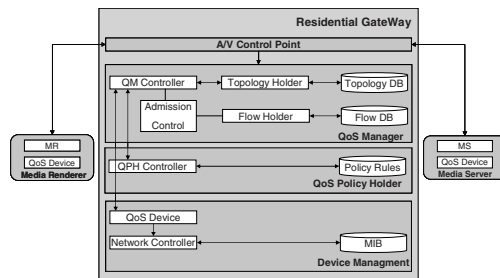 Residential GateWay
A/V Control Point
QM Controller
Topology Holder
Topology DB
Admission
Control
Flow Holder
Flow DB
QoS Manager
MR
QoS Device
Media Renderer
MS
QoS Device
Media Server
QPH Controller
Policy Rules
QoS Policy Holder
QoS Device
Network Controller
MIB
Device Managment